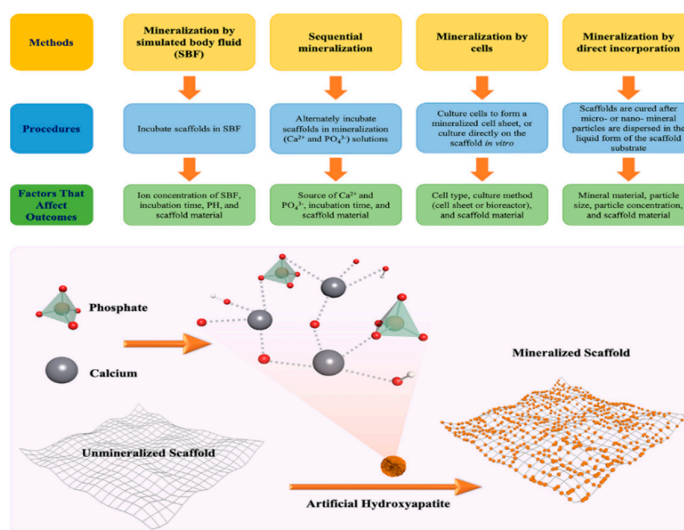 Methods
Mineralization by
simulated body fluid
(SBF)
Sequential
mineralization
Mineralization by
cells
Mineralization by
direct incorporation
Procedures
Incubate scaffolds in SBF
Alternately incubate
scaffolds in mineralization
(Ca²⁺ and PO₄³⁻) solutions
Culture cells to form a
mineralized cell sheet, or
culture directly on the
scaffold in vitro
Scaffolds are cured after
micro- or nano- mineral
particles are dispersed in the
liquid form of the scaffold
substrate
Factors That
Affect
Outcomes
Ion concentration of SBF,
incubation time, PH, and
scaffold material
Source of Ca²⁺ and
PO₄³⁻, incubation time, and
scaffold material
Cell type, culture method
(cell sheet or bioreactor),
and scaffold material
Mineral material, particle
size, particle concentration,
and scaffold material
Phosphate
Calcium
Mineralized Scaffold
Unmineralized Scaffold
Artificial Hydroxyapatite